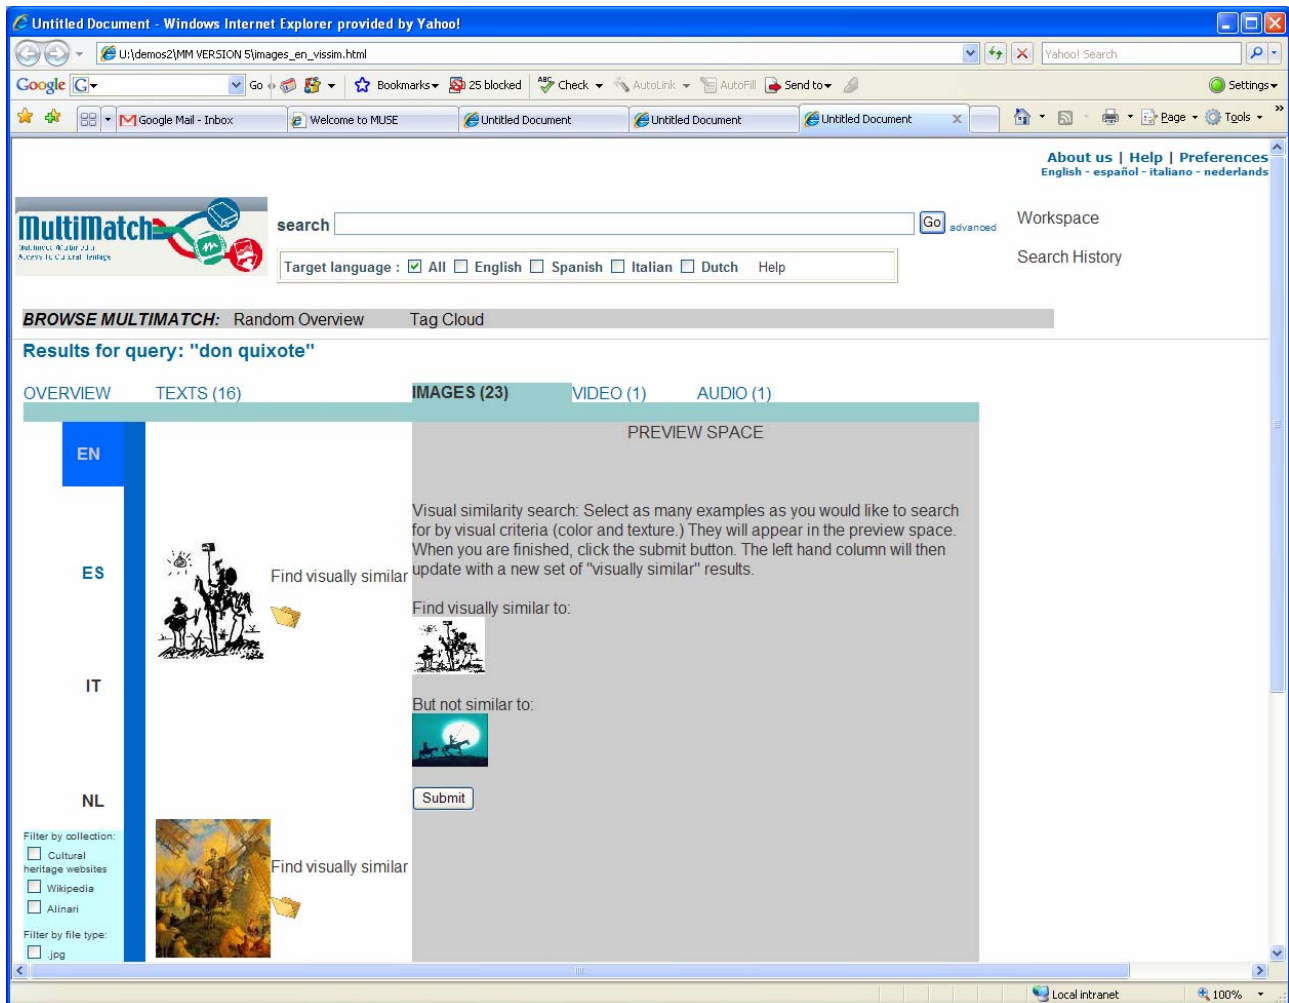 Untitled Document - Windows Internet Explorer provided by Yahoo!
U:\demos2\MM VERSION 5\images_en_vissim.html
Yahoo! Search
Google G Go Bookmarks 25 blocked ABC Check AutoLink AutoFill Send to Settings
Google Mail - Inbox Welcome to MUSE Untitled Document Untitled Document Untitled Document X Page Tools »
About us | Help | Preferences
English - español - italiano - nederlands
MultiMatch
search Go advanced Workspace
Target language : All English Spanish Italian Dutch Help
Search History
BROWSE MULTIMATCH: Random Overview Tag Cloud
Results for query: "don quixote"
OVERVIEW TEXTS (16) IMAGES (23) VIDEO (1) AUDIO (1)
PREVIEW SPACE
EN
Visual similarity search: Select as many examples as you would like to search
for by visual criteria (color and texture.) They will appear in the preview space.
When you are finished, click the submit button. The left hand column will then
update with a new set of "visually similar" results.
ES
Find visually similar
Find visually similar to:
IT
But not similar to:
NL
Submit
Filter by collection:
Cultural
heritage websites
Wikipedia
Alinari
Find visually similar
Filter by file type:
.jpg
Local intranet 100%